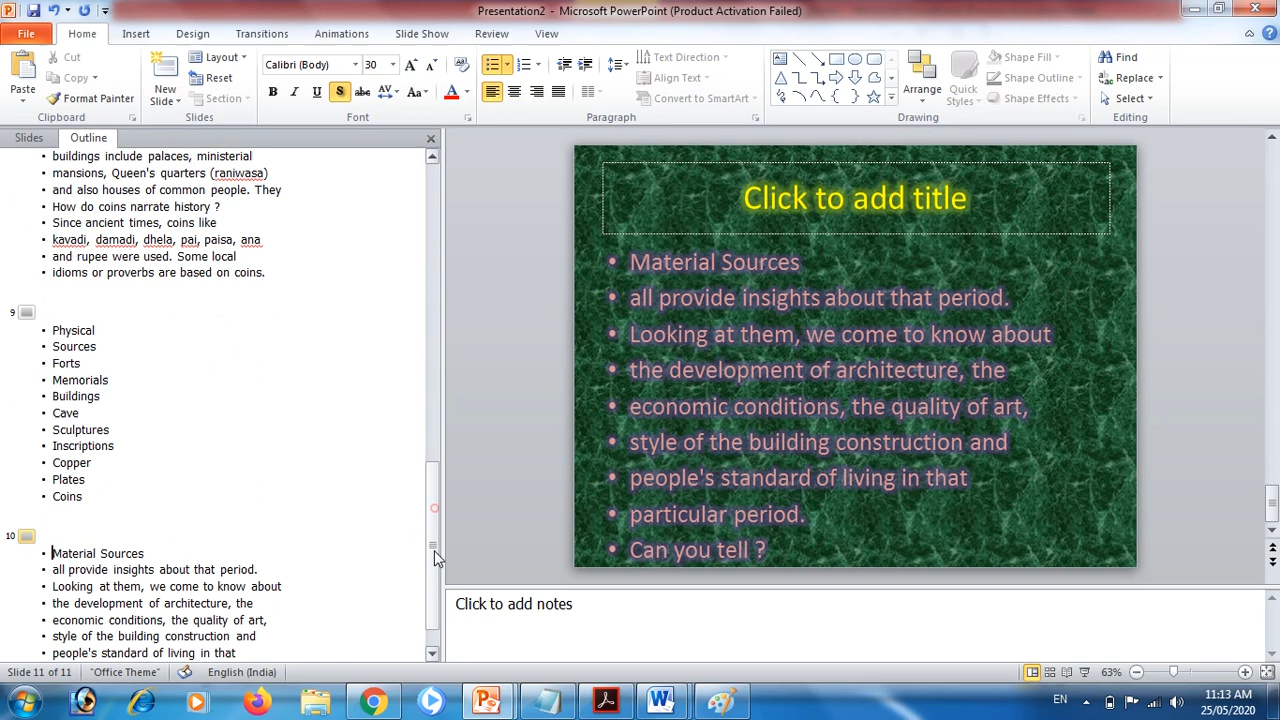 Presentation2 - Microsoft PowerPoint (Product Activation Failed)
File Home Insert Design Transitions Animations Slide Show Review View
Paste
Cut
Copy
Format Painter
Clipboard
New Slide
Layout
Reset
Section
Slides
Calibri (Body) 30
Font
Paragraph
Text Direction
Align Text
Convert to SmartArt
Arrange
Quick Styles
Shape Fill
Shape Outline
Shape Effects
Drawing
Find
Replace
Select
Editing
Slides Outline
• buildings include palaces, ministerial
• mansions, Queen's quarters (raniwasa)
• and also houses of common people. They
• How do coins narrate history ?
• Since ancient times, coins like
• kavadi, damadi, dhela, pai, paisa, ana
• and rupee were used. Some local
• idioms or proverbs are based on coins.
9
• Physical
• Sources
• Forts
• Memorials
• Buildings
• Cave
• Sculptures
• Inscriptions
• Copper
• Plates
• Coins
10
• Material Sources
• all provide insights about that period.
• Looking at them, we come to know about
• the development of architecture, the
• economic conditions, the quality of art,
• style of the building construction and
• people's standard of living in that
Click to add title
• Material Sources
• all provide insights about that period.
• Looking at them, we come to know about
• the development of architecture, the
• economic conditions, the quality of art,
• style of the building construction and
• people's standard of living in that
• particular period.
• Can you tell ?
Click to add notes
Slide 11 of 11 "Office Theme" English (India) 63%
EN 11:13 AM
25/05/2020